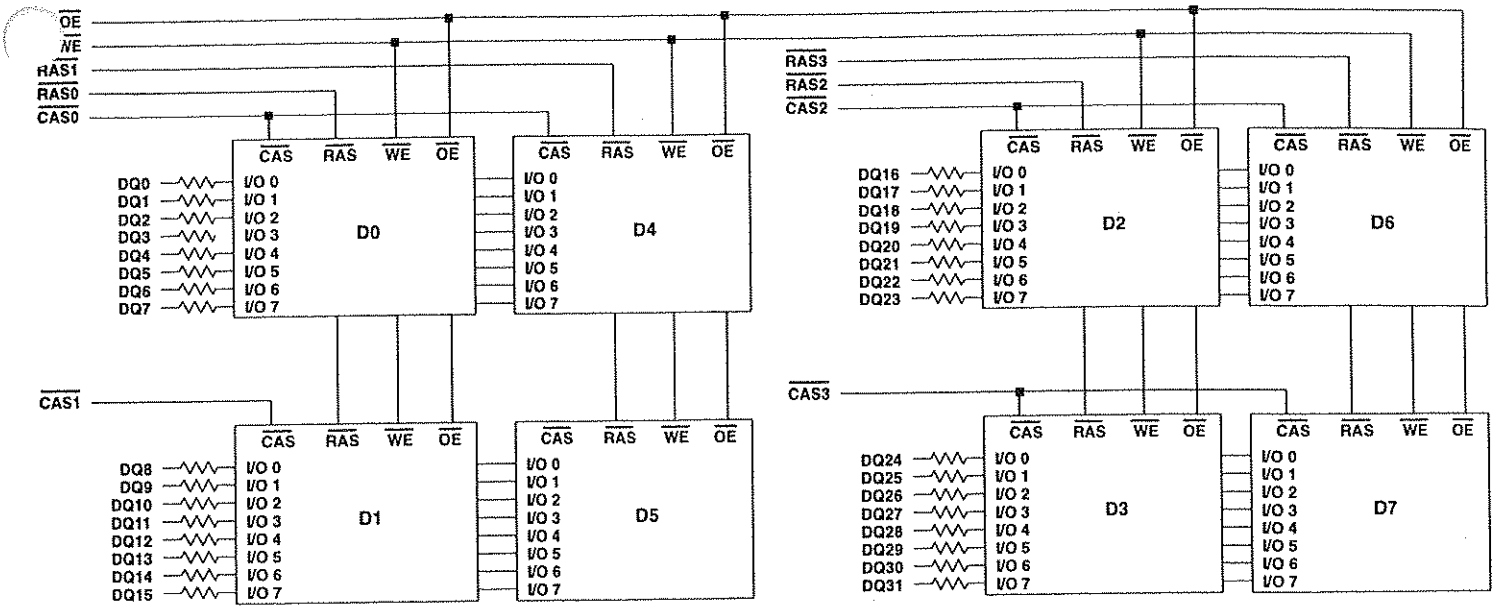 OE
WE
RAS1
RAS0
CAS0
RAS3
RAS2
CAS2
CAS RAS WE OE
CAS RAS WE OE
CAS RAS WE OE
CAS RAS WE OE
DQ0 I/O 0
DQ1 I/O 1
DQ2 I/O 2
DQ3 I/O 3
DQ4 I/O 4
DQ5 I/O 5
DQ6 I/O 6
DQ7 I/O 7
D0
I/O 0
I/O 1
I/O 2
I/O 3
I/O 4
I/O 5
I/O 6
I/O 7
D4
DQ16 I/O 0
DQ17 I/O 1
DQ18 I/O 2
DQ19 I/O 3
DQ20 I/O 4
DQ21 I/O 5
DQ22 I/O 6
DQ23 I/O 7
D2
I/O 0
I/O 1
I/O 2
I/O 3
I/O 4
I/O 5
I/O 6
I/O 7
D6
CAS1
CAS3
CAS RAS WE OE
CAS RAS WE OE
CAS RAS WE OE
CAS RAS WE OE
DQ8 I/O 0
DQ9 I/O 1
DQ10 I/O 2
DQ11 I/O 3
DQ12 I/O 4
DQ13 I/O 5
DQ14 I/O 6
DQ15 I/O 7
D1
I/O 0
I/O 1
I/O 2
I/O 3
I/O 4
I/O 5
I/O 6
I/O 7
D5
DQ24 I/O 0
DQ25 I/O 1
DQ26 I/O 2
DQ27 I/O 3
DQ28 I/O 4
DQ29 I/O 5
DQ30 I/O 6
DQ31 I/O 7
D3
I/O 0
I/O 1
I/O 2
I/O 3
I/O 4
I/O 5
I/O 6
I/O 7
D7